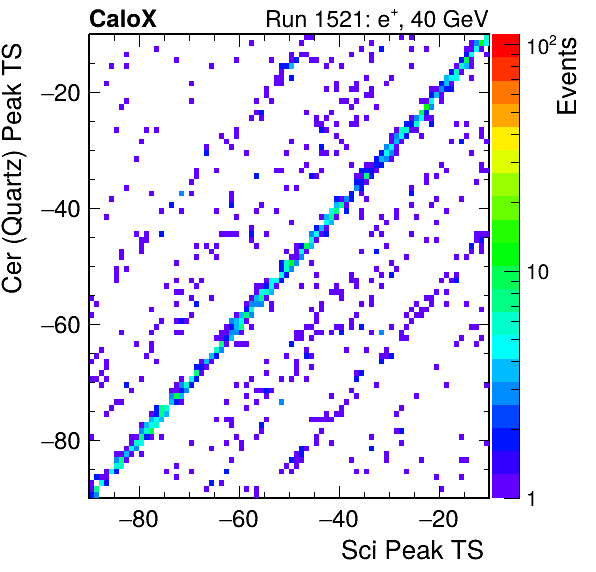 CaloX Run 1521: e⁺, 40 GeV
Cer (Quartz) Peak TS
−20
−40
−60
−80
−80 −60 −40 −20
Sci Peak TS
10²
10
1
Events